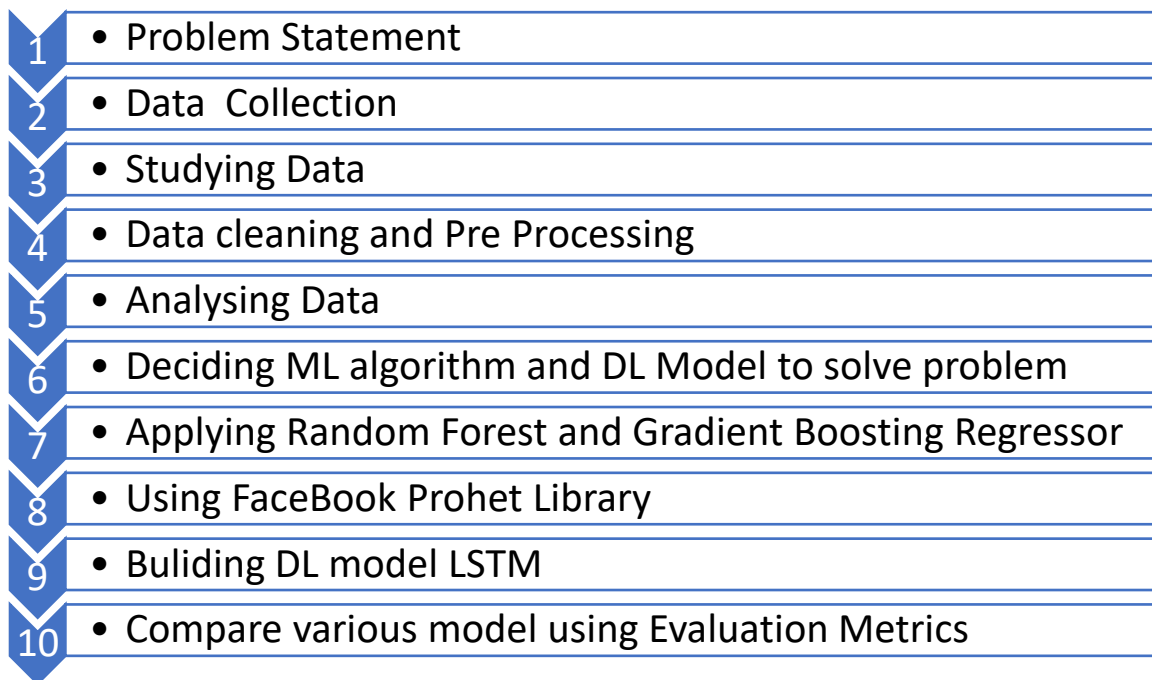 1 • Problem Statement
2 • Data  Collection
3 • Studying Data
4 • Data cleaning and Pre Processing
5 • Analysing Data
6 • Deciding ML algorithm and DL Model to solve problem
7 • Applying Random Forest and Gradient Boosting Regressor
8 • Using FaceBook Prohet Library
9 • Buliding DL model LSTM
10 • Compare various model using Evaluation Metrics